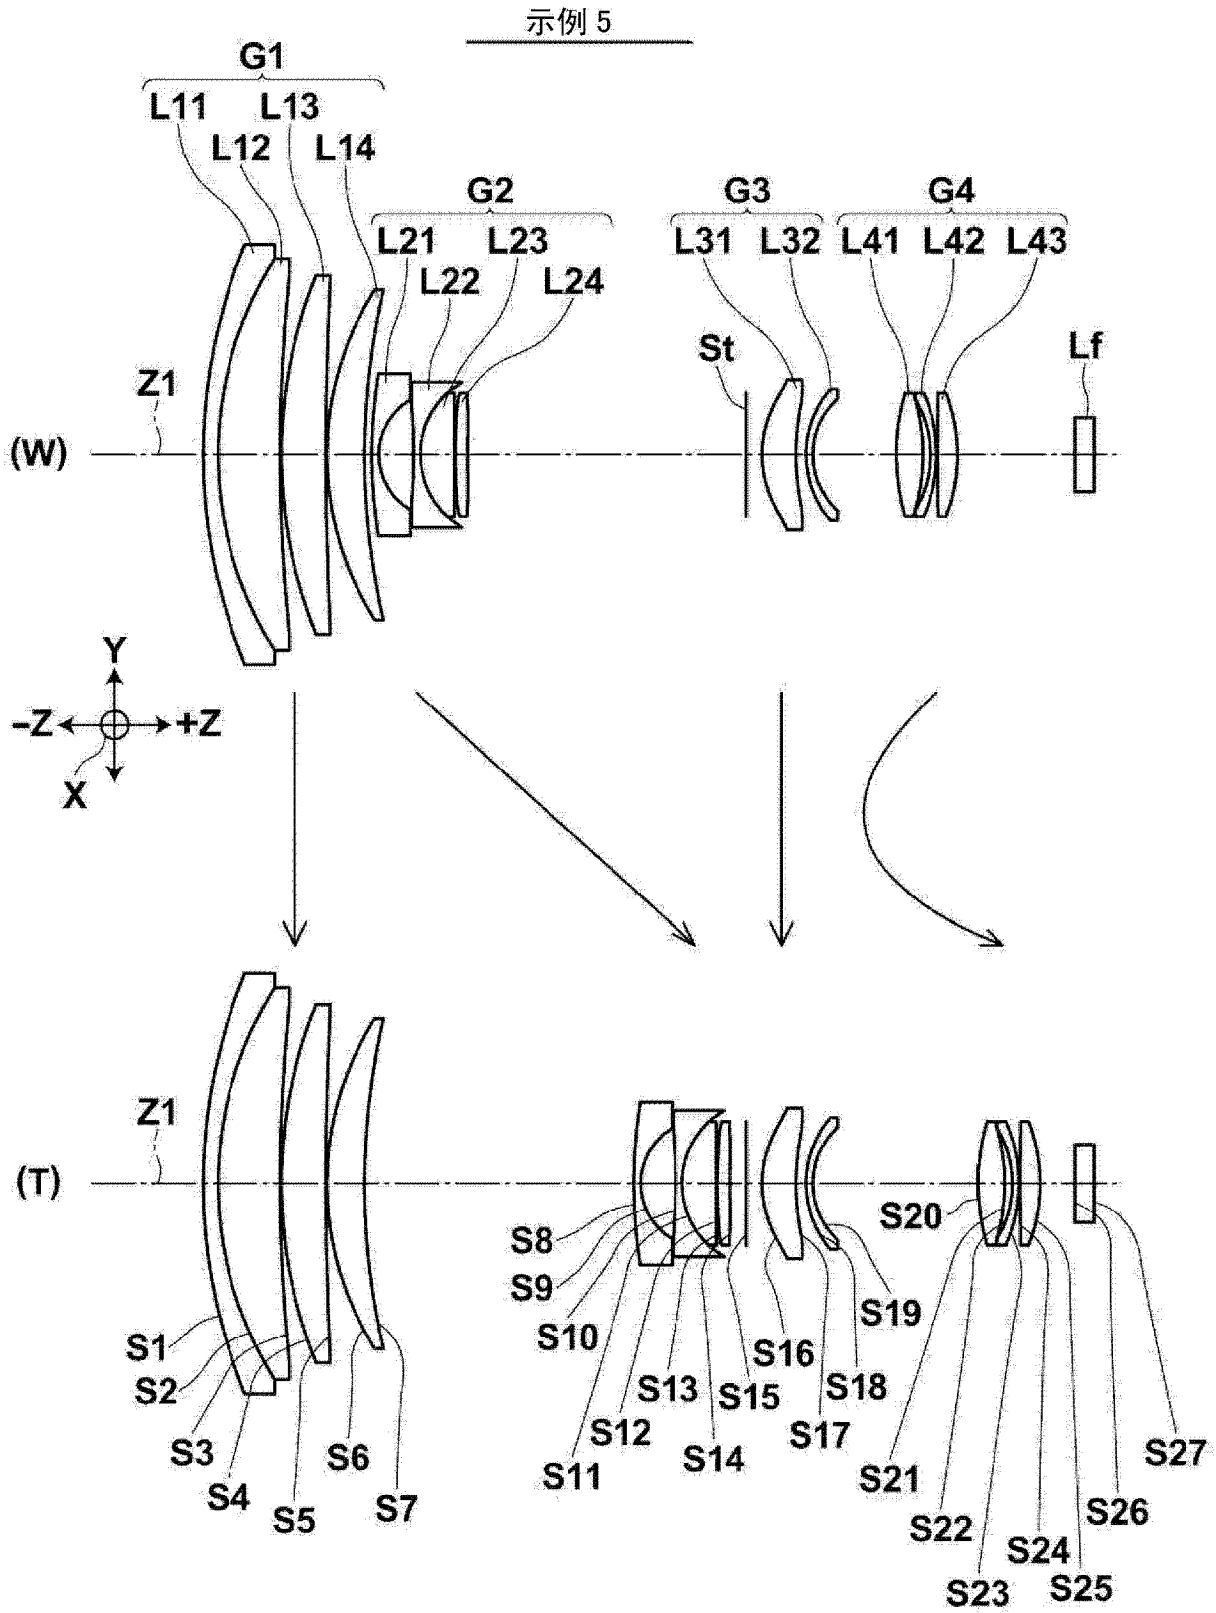 示例 5
G1
L11 L13
L12 L14
G2 G3 G4
L21 L23 L31 L32 L41 L42 L43
L22 L24
St Lf
Z1
(W)
Y
−Z +Z
X
Z1
(T)
S8 S20
S9
S10 S19
S1 S16
S2 S13 S15 S18
S3 S6 S12 S14 S17 S27
S4 S7 S11 S21
S5 S22 S26
S24
S23 S25